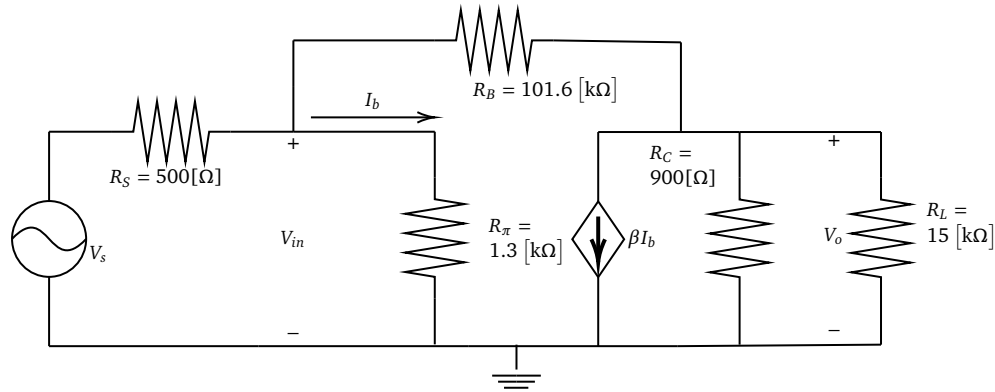 R_B = 101.6 [kΩ]
I_b
+
R_S = 500[Ω]
R_C =
900[Ω]
+
V_s
V_in
R_π =
1.3 [kΩ]
βI_b
V_o
R_L =
15 [kΩ]
−
−